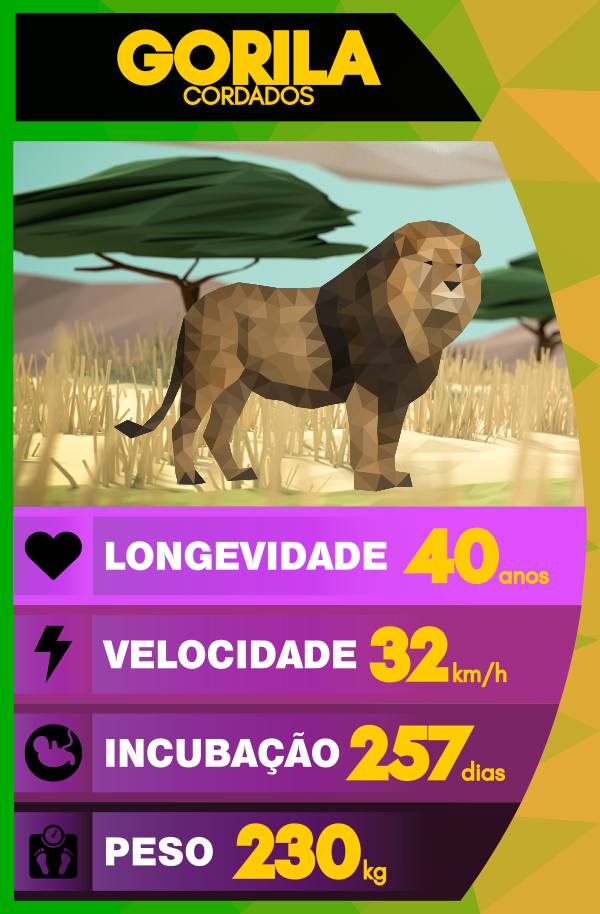 GORILA
CORDADOS
LONGEVIDADE 40 anos
VELOCIDADE 32 km/h
INCUBAÇÃO 257 dias
PESO 230 kg